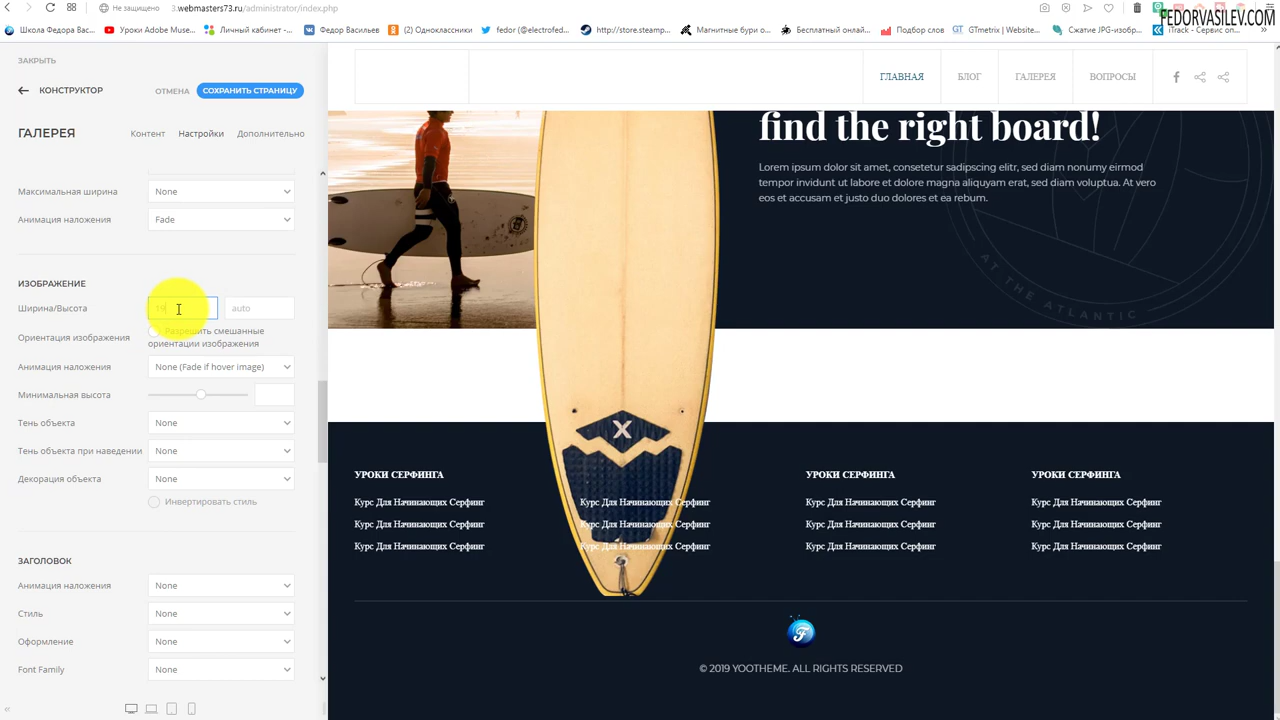 Не защищено
3.webmasters73.ru/administrator/index.php
FEDORVASILEV.COM
Школа Федора Вас...
Уроки Adobe Muse...
Личный кабинет -...
Федор Васильев
(2) Одноклассники
fedor (@electrofed...
http://store.steamp...
Магнитные бури о...
Бесплатный онлай...
Подбор слов
GTmetrix | Website...
Сжатие JPG-изобр...
iTrack - Сервис оп...
ЗАКРЫТЬ
КОНСТРУКТОР
ОТМЕНА
СОХРАНИТЬ СТРАНИЦУ
ГАЛЕРЕЯ
Контент
Настройки
Дополнительно
Максимальная ширина
None
Анимация наложения
Fade
ИЗОБРАЖЕНИЕ
Ширина/Высота
auto
Ориентация изображения
Разрешить смешанные
ориентации изображения
Анимация наложения
None (Fade if hover image)
Минимальная высота
Тень объекта
None
Тень объекта при наведении
None
Декорация объекта
None
Инвертировать стиль
ЗАГОЛОВОК
Анимация наложения
None
Стиль
None
Оформление
None
Font Family
None
ГЛАВНАЯ
БЛОГ
ГАЛЕРЕЯ
ВОПРОСЫ
find the right board!
Lorem ipsum dolor sit amet, consetetur sadipscing elitr, sed diam nonumy eirmod
tempor invidunt ut labore et dolore magna aliquyam erat, sed diam voluptua. At vero
eos et accusam et justo duo dolores et ea rebum.
AT THE ATLANTIC
X
УРОКИ СЕРФИНГА
Курс Для Начинающих Серфинг
Курс Для Начинающих Серфинг
Курс Для Начинающих Серфинг
Курс Для Начинающих Серфинг
Курс Для Начинающих Серфинг
Курс Для Начинающих Серфинг
УРОКИ СЕРФИНГА
Курс Для Начинающих Серфинг
Курс Для Начинающих Серфинг
Курс Для Начинающих Серфинг
УРОКИ СЕРФИНГА
Курс Для Начинающих Серфинг
Курс Для Начинающих Серфинг
Курс Для Начинающих Серфинг
© 2019 YOOTHEME. ALL RIGHTS RESERVED